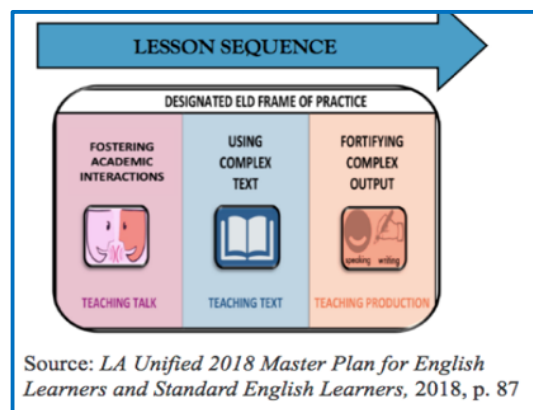 LESSON SEQUENCE
DESIGNATED ELD FRAME OF PRACTICE
FOSTERING
ACADEMIC
INTERACTIONS
TEACHING TALK
USING
COMPLEX
TEXT
TEACHING TEXT
FORTIFYING
COMPLEX
OUTPUT
speaking writing
TEACHING PRODUCTION
Source: LA Unified 2018 Master Plan for English
Learners and Standard English Learners, 2018, p. 87